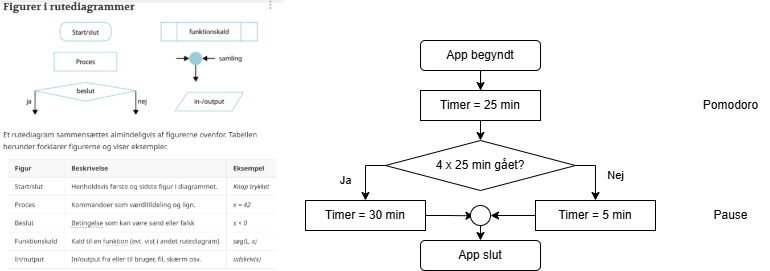 Figurer i rutediagrammer
Start/slut
funktionskald
Proces
samling
beslut
ja
nej
in-/output
Et rutediagram sammensættes almindeligvis af figurerne ovenfor. Tabellen
herunder forklarer figurerne og viser eksempler.
Figur Beskrivelse Eksempel
Start/slut Henholdsvis første og sidste figur i diagrammet. Knap trykket
Proces Kommandoer som værditildeling og lign. x = 42
Beslut Betingelse som kan være sand eller falsk x < 0
Funktionskald Kald til en funktion (evt. vist i andet rutediagram) søg(L, x)
In/output In/output fra eller til bruger, fil, skærm osv. udskriv(x)
App begyndt
Timer = 25 min
Pomodoro
4 x 25 min gået?
Ja
Nej
Timer = 30 min
Timer = 5 min
Pause
App slut